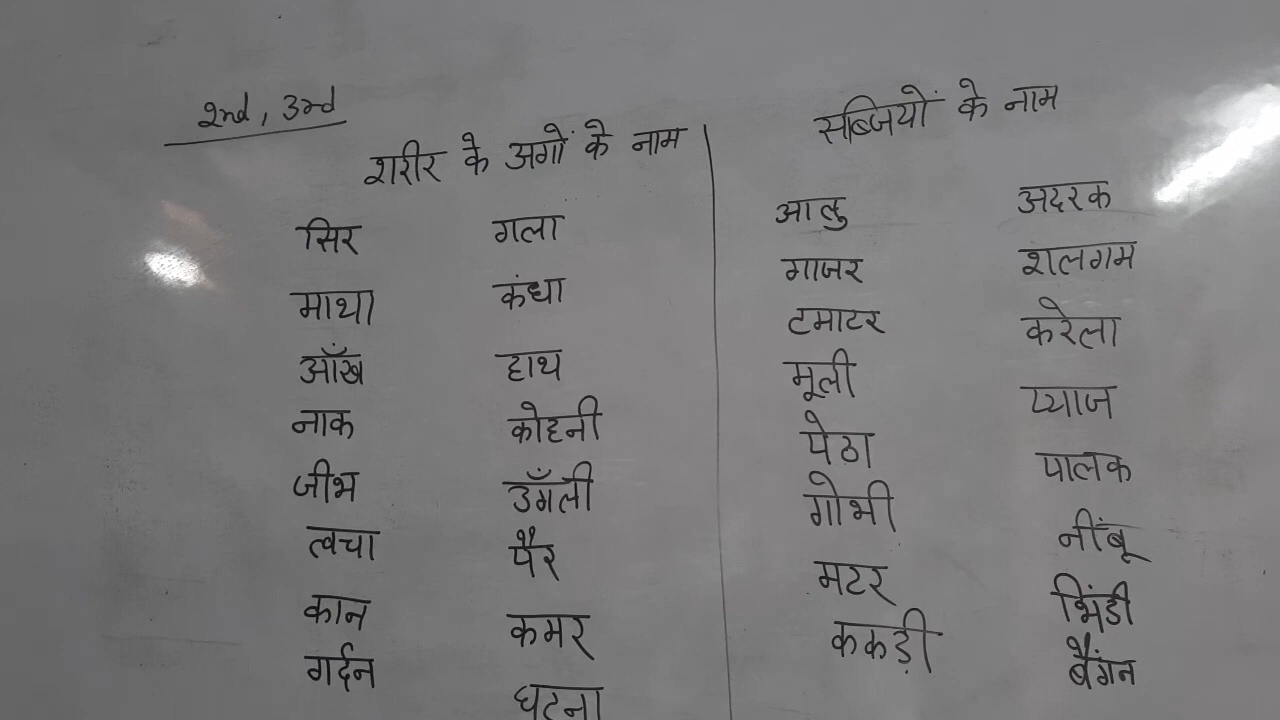 2nd, 3rd
शरीर के अगों के नाम
सिर गला
माथा कंधा
आँख हाथ
नाक कोहनी
जीभ उँगली
त्वचा पैर
कान कमर
गर्दन घटना
सब्जियों के नाम
आलु अदरक
गाजर शलगम
टमाटर करेला
मूली प्याज
पेठा पालक
गोभी नींबू
मटर भिंडी
ककड़ी बैंगन